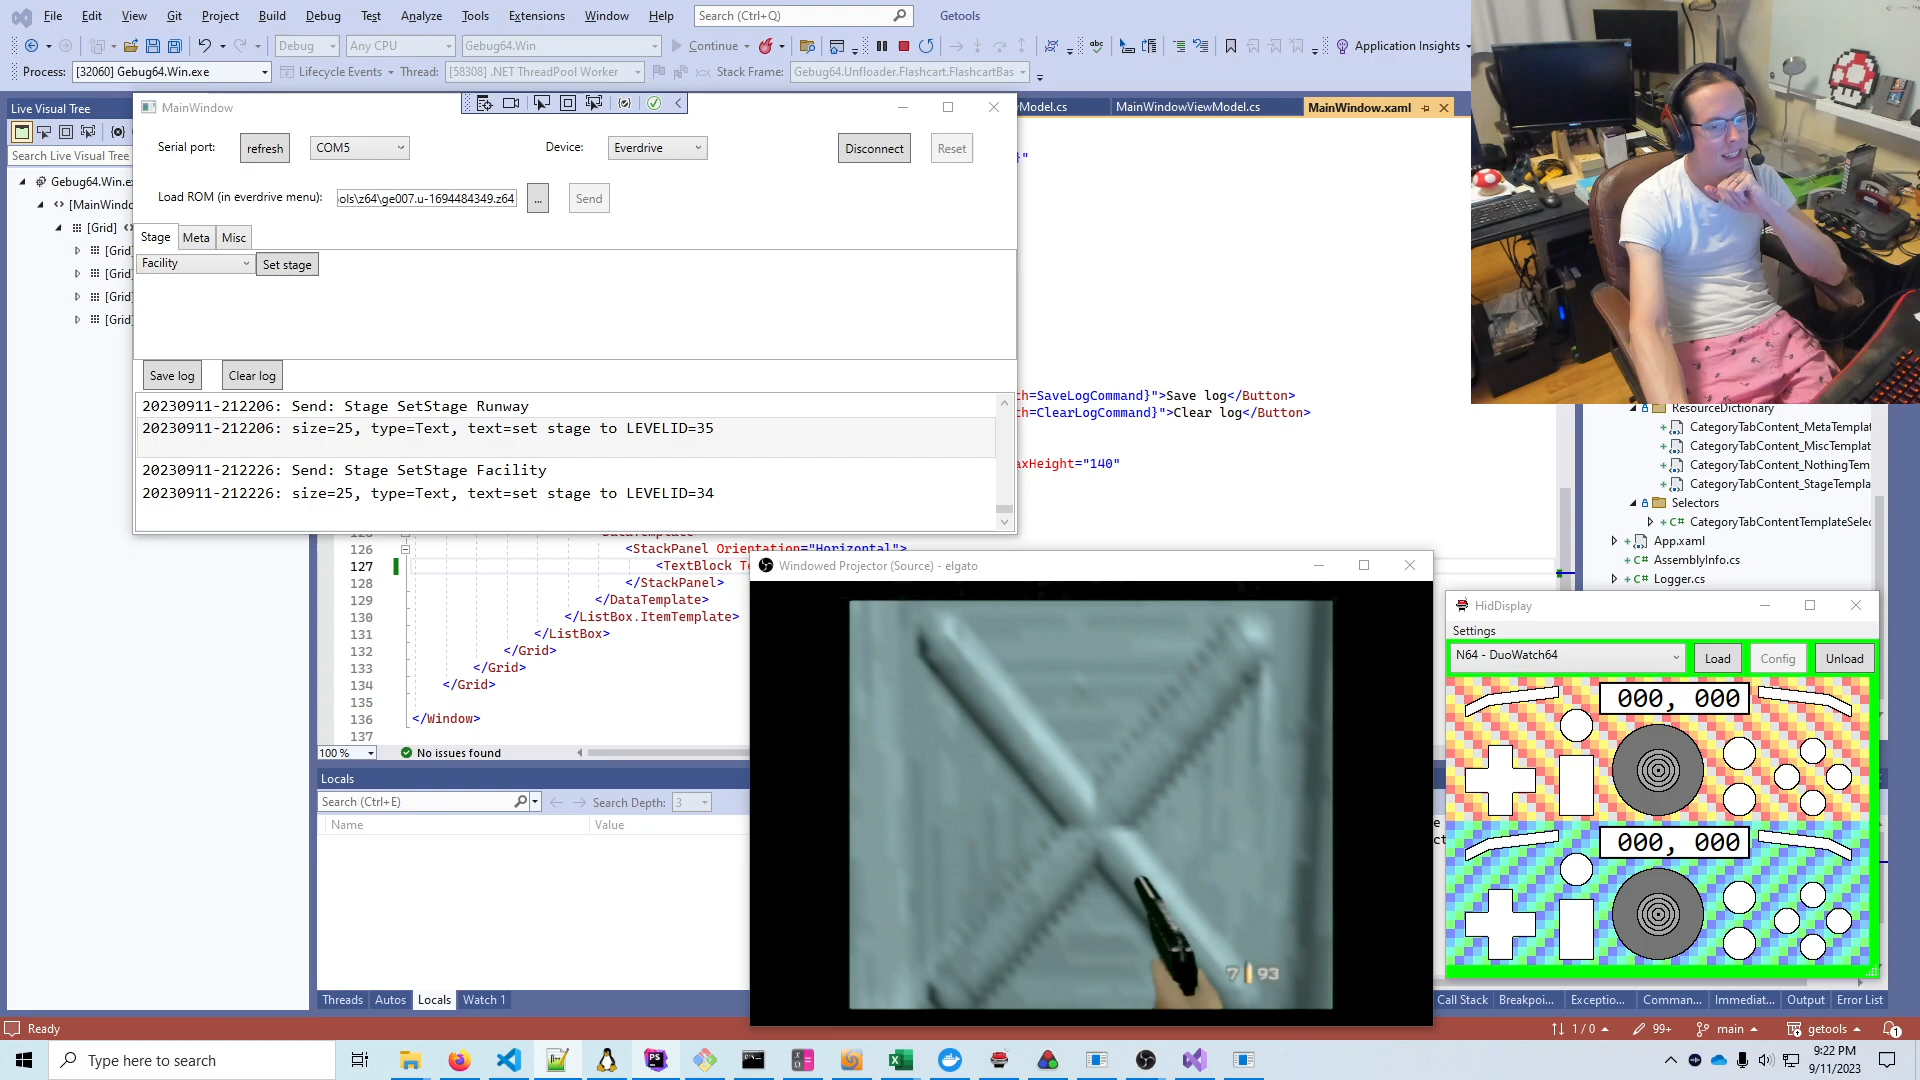 File Edit View Git Project Build Debug Test Analyze Tools Extensions Window Help Search (Ctrl+Q) Getools
Debug Any CPU Gebug64.Win Continue Application Insights
Process: [32060] Gebug64.Win.exe Lifecycle Events Thread: [58308] .NET ThreadPool Worker Stack Frame: Gebug64.Unfloader.Flashcart.FlashcartBas
Live Visual Tree
Search Live Visual Tree
Gebug64.Win.ex
[MainWindo
[Grid]
[Grid]
[Grid]
[Grid]
[Grid]
MainWindow
Serial port: refresh COM5 Device: Everdrive Disconnect Reset
Load ROM (in everdrive menu): ols\z64\ge007.u-1694484349.z64 ... Send
Stage Meta Misc
Facility Set stage
Save log Clear log
20230911-212206: Send: Stage SetStage Runway
20230911-212206: size=25, type=Text, text=set stage to LEVELID=35
20230911-212226: Send: Stage SetStage Facility
20230911-212226: size=25, type=Text, text=set stage to LEVELID=34
Model.cs MainWindowViewModel.cs MainWindow.xaml
}"
th=SaveLogCommand}">Save log</Button>
th=ClearLogCommand}">Clear log</Button>
axHeight="140"
126 <StackPanel Orientation="Horizontal">
127 <TextBlock Te
128 </StackPanel>
129 </DataTemplate>
130 </ListBox.ItemTemplate>
131 </ListBox>
132 </Grid>
133 </Grid>
134 </Grid>
135
136 </Window>
137
100 % No issues found
Locals
Search (Ctrl+E) Search Depth: 3
Name Value
Threads Autos Locals Watch 1
Windowed Projector (Source) - elgato
7 93
ResourceDictionary
CategoryTabContent_MetaTemplat
CategoryTabContent_MiscTemplat
CategoryTabContent_NothingTem
CategoryTabContent_StageTempla
Selectors
CategoryTabContentTemplateSelec
App.xaml
AssemblyInfo.cs
Logger.cs
HidDisplay
Settings
N64 - DuoWatch64 Load Config Unload
000, 000
000, 000
Call Stack Breakpoi... Exceptio... Comman... Immediat... Output Error List
Ready 1 / 0 99+ main getools 1
Type here to search
9:22 PM
9/11/2023